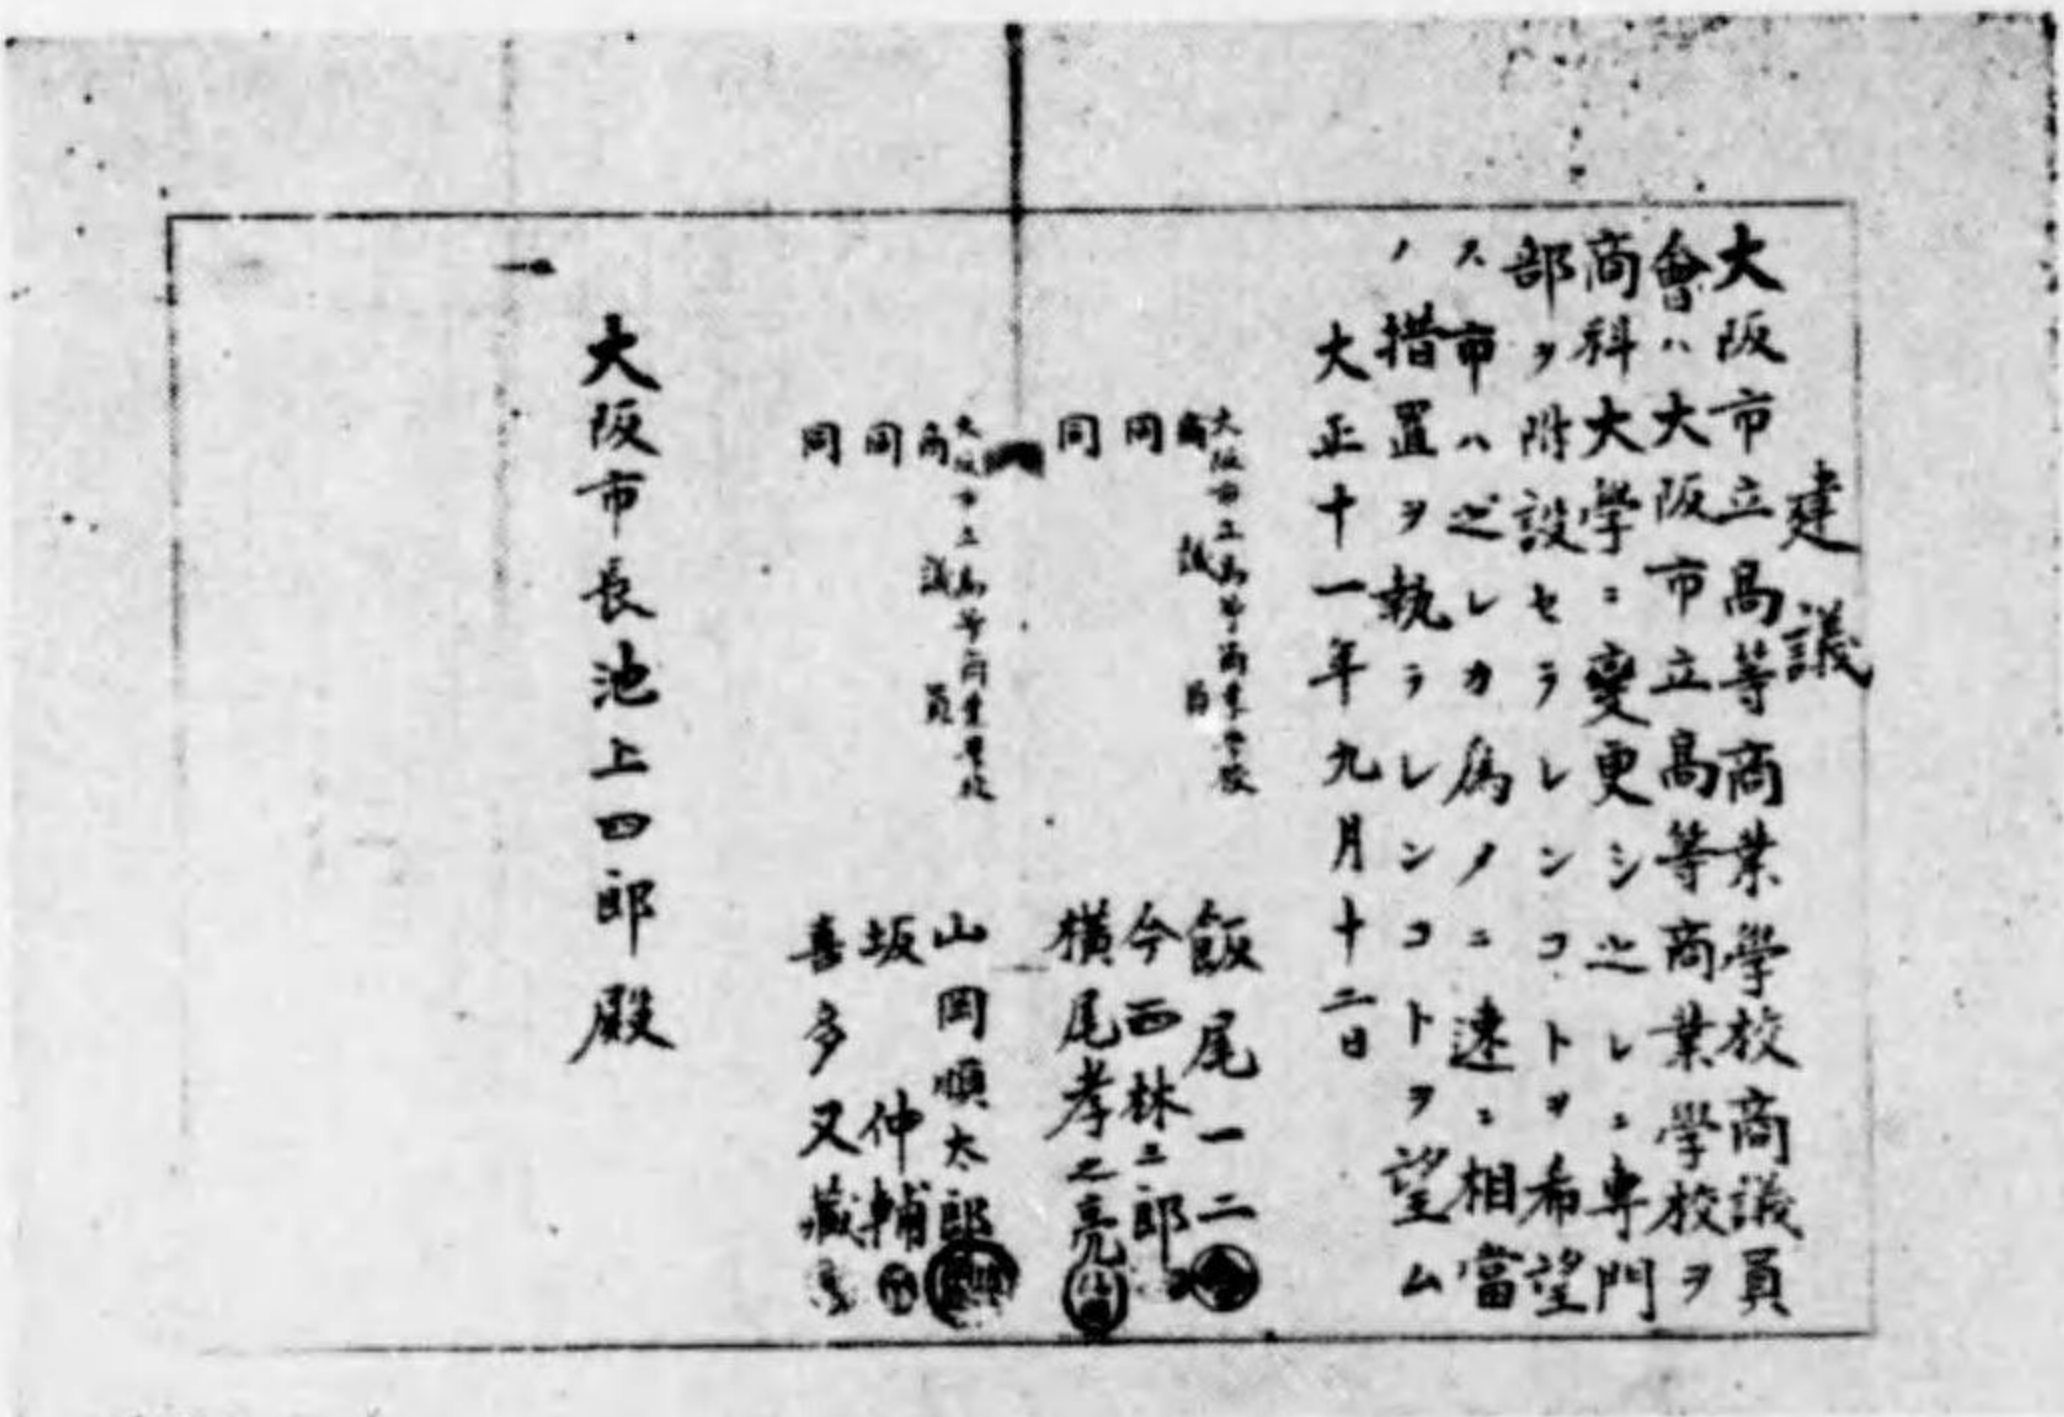 建議
大阪市立高等商業學校商議員
會ハ大阪市立高等商業學校ヲ
商科大學ニ變更シ之レニ專門
部ヲ附設セラレンコトヲ希望
ス市ハ之レカ爲メニ速ニ相當
ノ措置ヲ執ラレンコトヲ望ム
大正十一年九月十二日
大阪市立高等商業學校
商議員 飯尾一二
同 今西林三郎
同 横尾孝之亮
大阪市立高等商業學校
商議員 山岡順太郎
同 坂仲輔
同 喜多又藏
大阪市長池上四郎殿